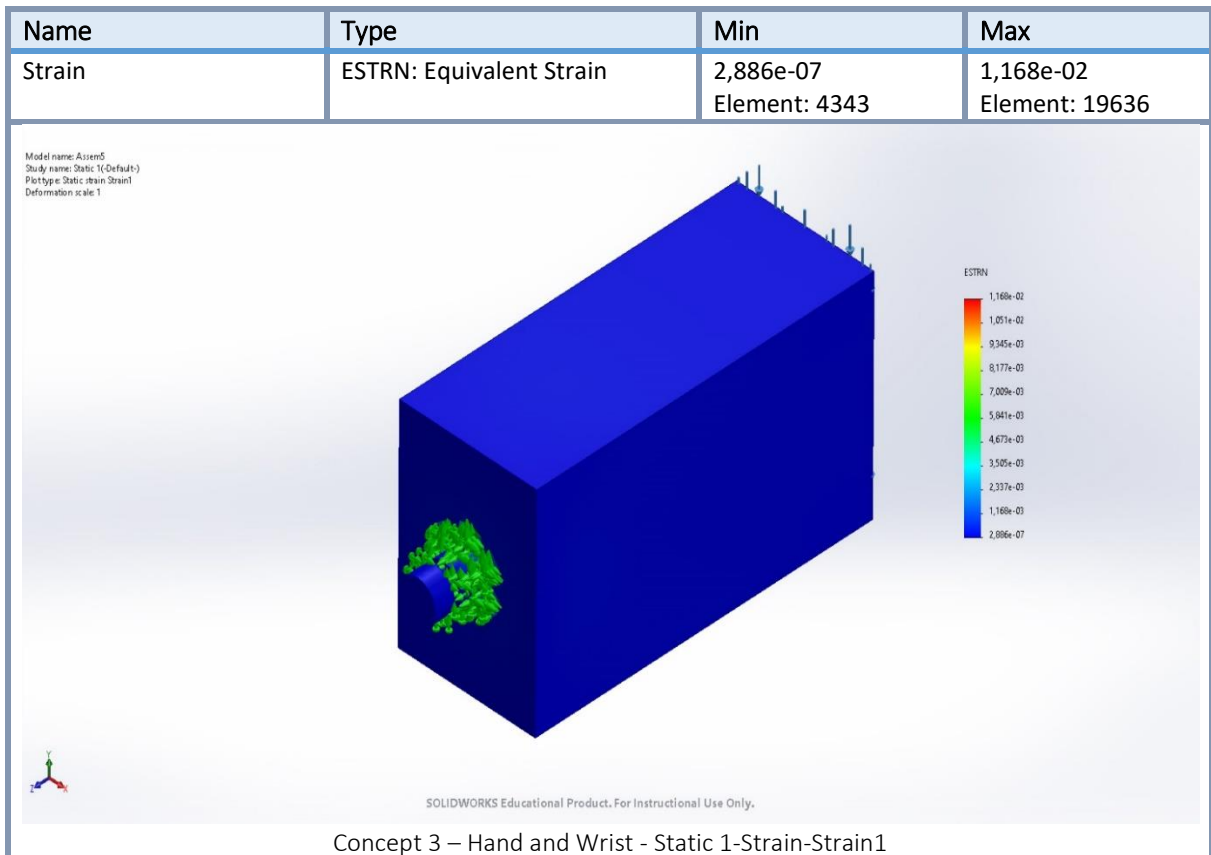 Name Type Min Max
Strain ESTRN: Equivalent Strain 2,886e-07 1,168e-02
Element: 4343 Element: 19636
Model name: Assem5
Study name: Static 1(-Default-)
Plot type: Static strain Strain1
Deformation scale: 1
ESTRN
1,168e-02
1,051e-02
9,345e-03
8,177e-03
7,009e-03
5,841e-03
4,673e-03
3,505e-03
2,337e-03
1,168e-03
2,886e-07
Y
Z X
SOLIDWORKS Educational Product. For Instructional Use Only.
Concept 3 – Hand and Wrist - Static 1-Strain-Strain1